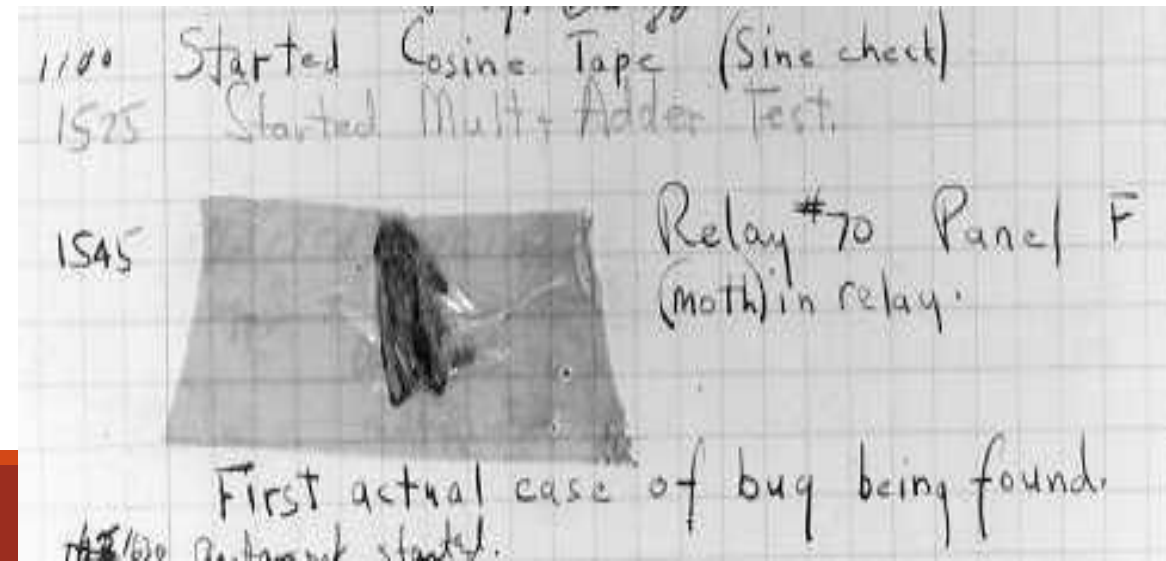 1100 Started Cosine Tape (Sine check)
1525 Started Mult + Adder Test.
1545 Relay #70 Panel F
(moth) in relay.
First actual case of bug being found.
started.